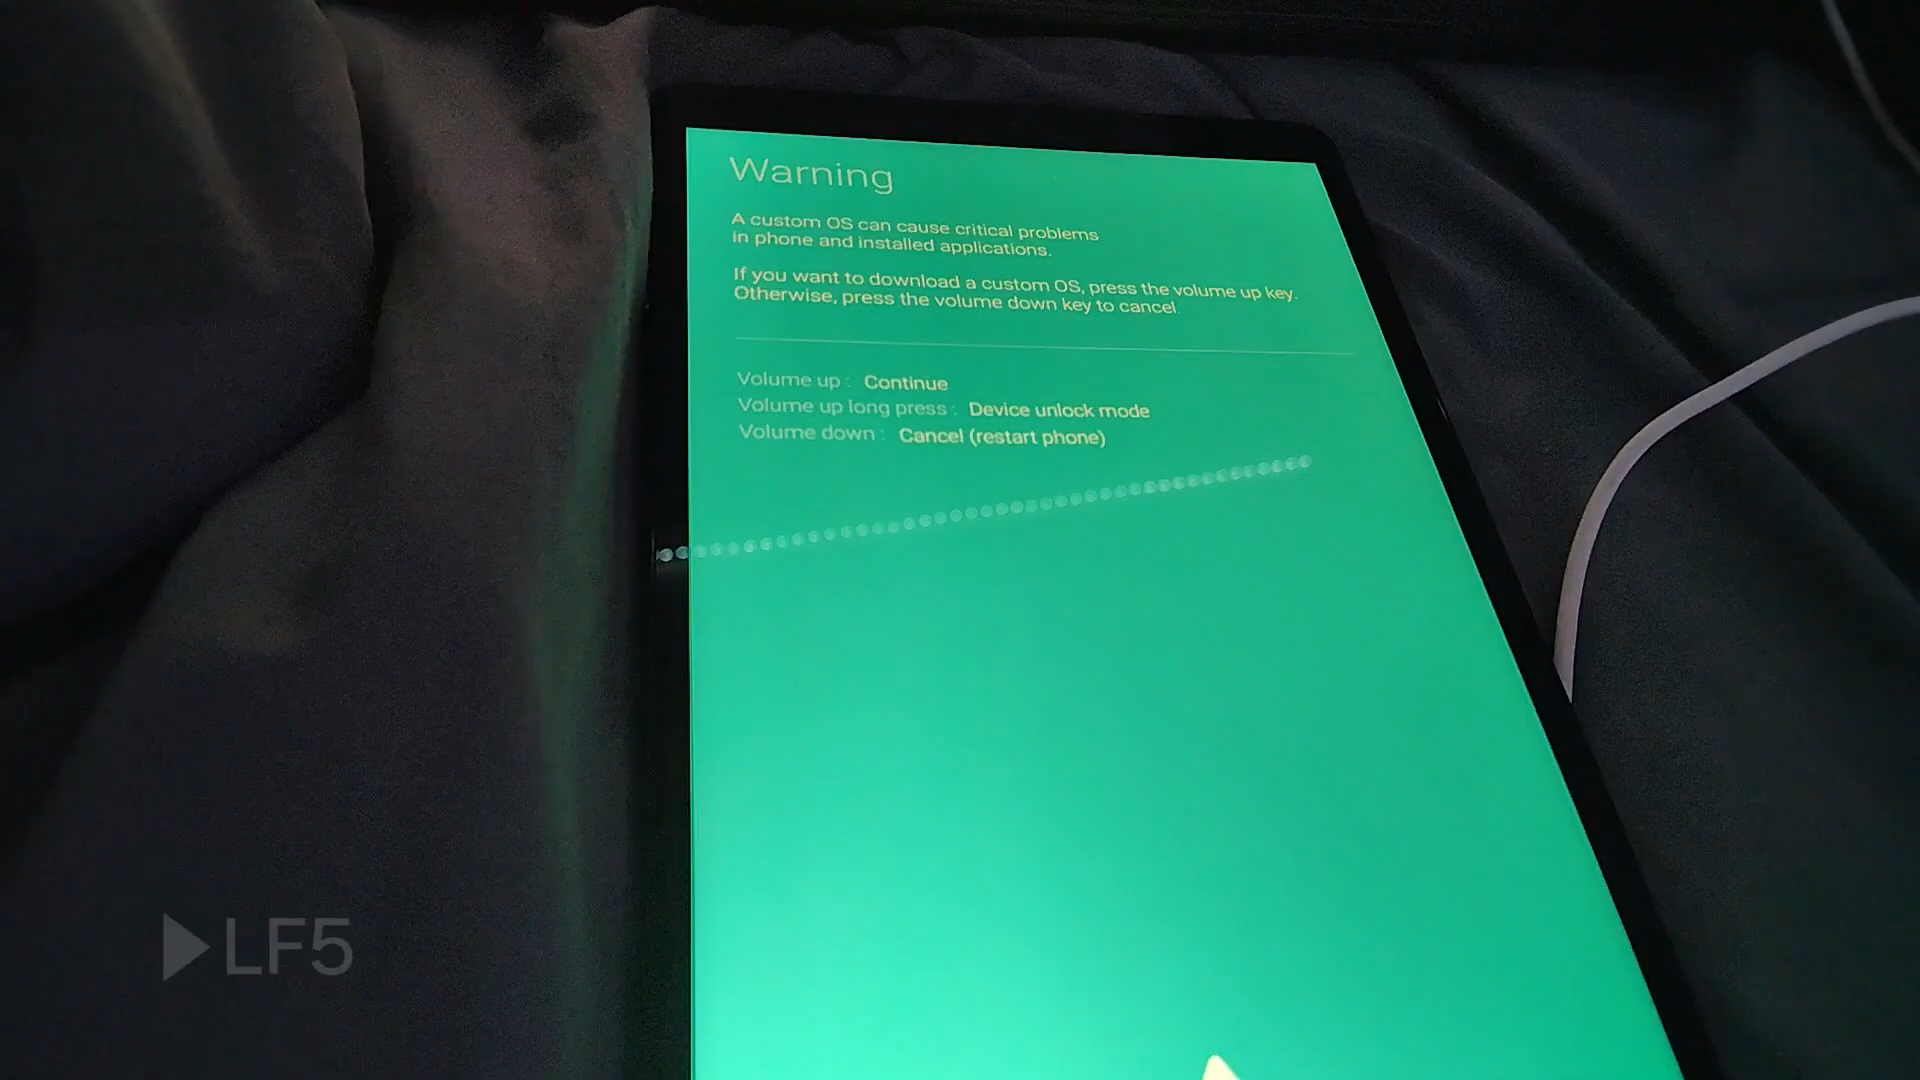 Warning
A custom OS can cause critical problems
in phone and installed applications.
If you want to download a custom OS, press the volume up key.
Otherwise, press the volume down key to cancel.
Volume up : Continue
Volume up long press : Device unlock mode
Volume down : Cancel (restart phone)
LF5